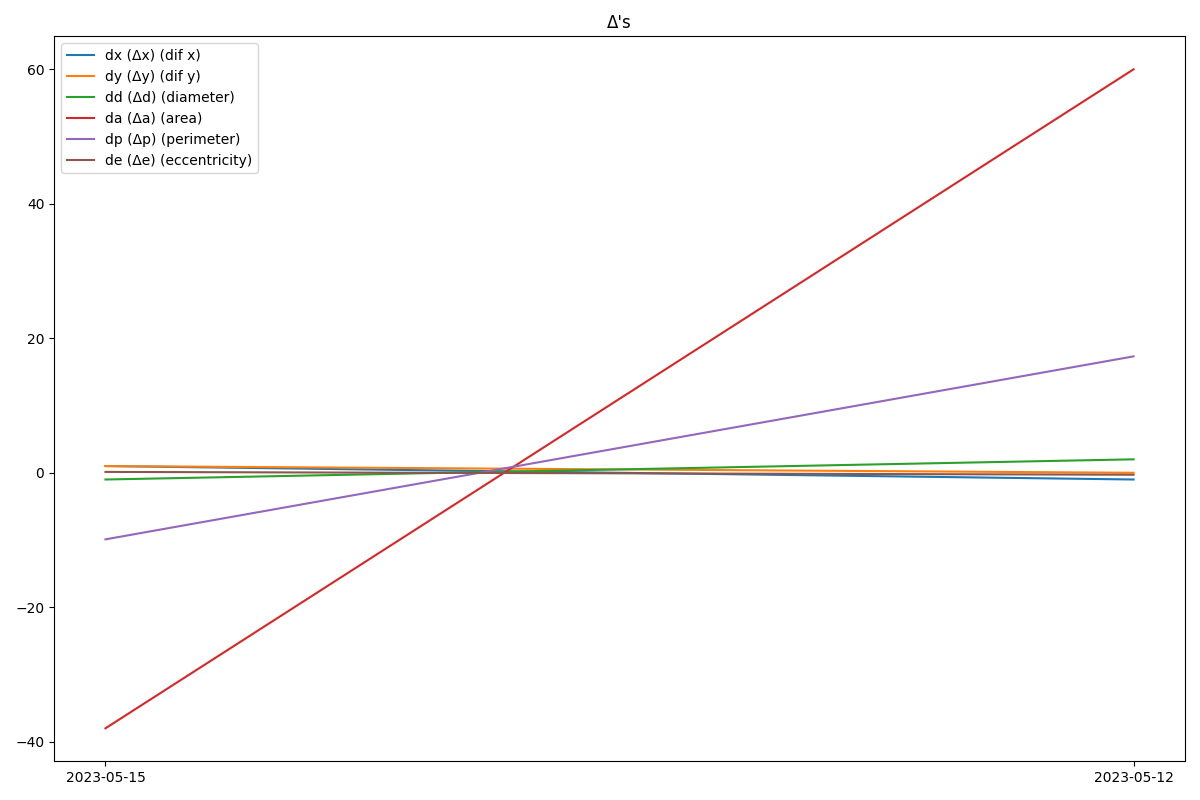 Δ's
dx (Δx) (dif x)
dy (Δy) (dif y)
dd (Δd) (diameter)
da (Δa) (area)
dp (Δp) (perimeter)
de (Δe) (eccentricity)
60
40
20
0
−20
−40
2023-05-15
2023-05-12